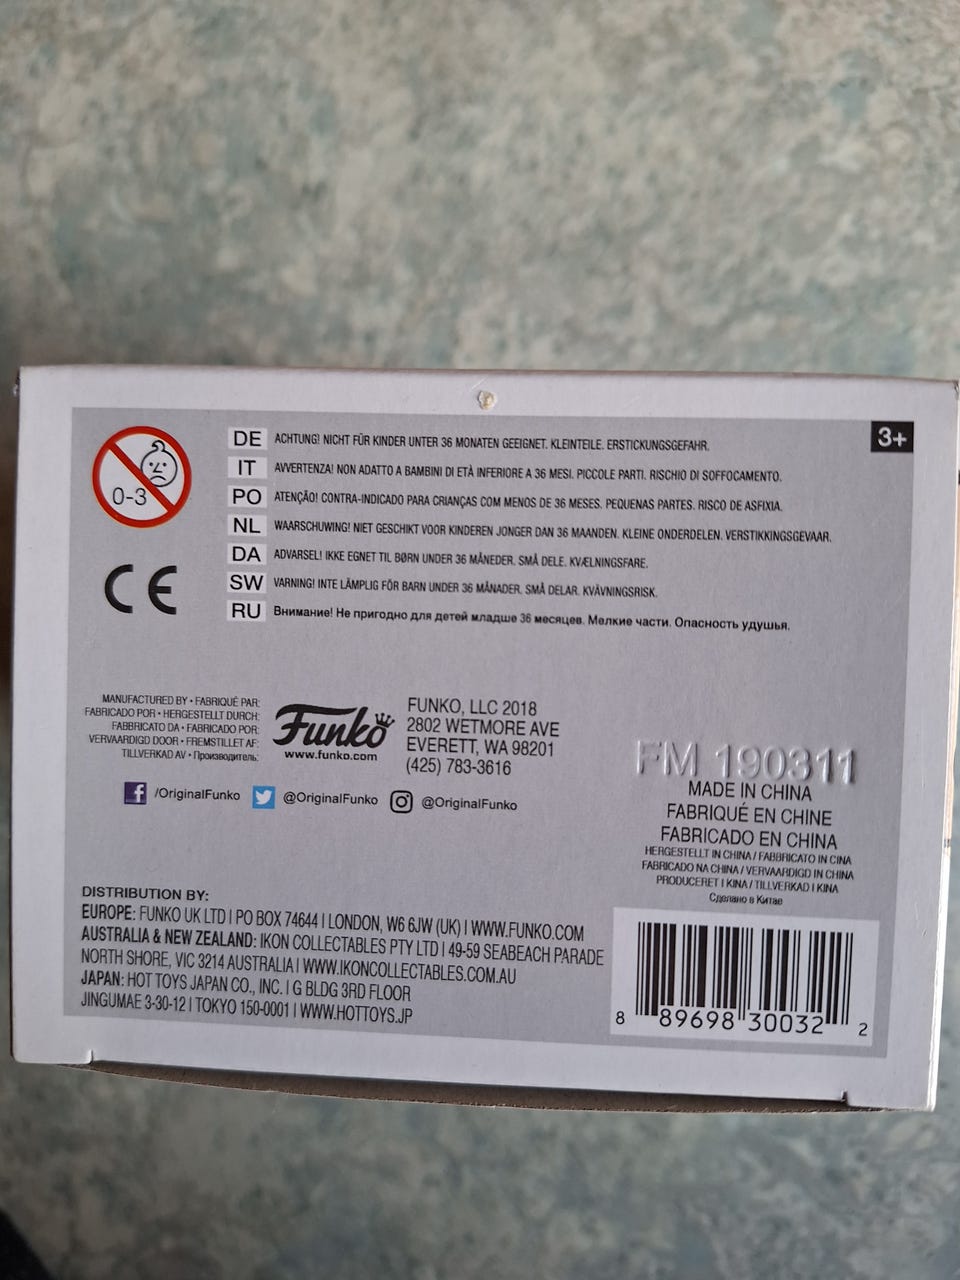 3+
0-3
DE ACHTUNG! NICHT FÜR KINDER UNTER 36 MONATEN GEEIGNET. KLEINTEILE. ERSTICKUNGSGEFAHR.
IT AVVERTENZA! NON ADATTO A BAMBINI DI ETÀ INFERIORE A 36 MESI. PICCOLE PARTI. RISCHIO DI SOFFOCAMENTO.
PO ATENÇÃO! CONTRA-INDICADO PARA CRIANÇAS COM MENOS DE 36 MESES. PEQUENAS PARTES. RISCO DE ASFIXIA.
NL WAARSCHUWING! NIET GESCHIKT VOOR KINDEREN JONGER DAN 36 MAANDEN. KLEINE ONDERDELEN. VERSTIKKINGSGEVAAR.
DA ADVARSEL! IKKE EGNET TIL BØRN UNDER 36 MÅNEDER. SMÅ DELE. KVÆLNINGSFARE.
SW VARNING! INTE LÄMPLIG FÖR BARN UNDER 36 MÅNADER. SMÅ DELAR. KVÄVNINGSRISK.
RU Внимание! Не пригодно для детей младше 36 месяцев. Мелкие части. Опасность удушья.
CE
MANUFACTURED BY • FABRIQUÉ PAR:
FABRICADO POR • HERGESTELLT DURCH:
FABBRICATO DA • FABRICADO POR:
VERVAARDIGD DOOR • FREMSTILLET AF:
TILLVERKAD AV • Производитель:
Funko
www.funko.com
FUNKO, LLC 2018
2802 WETMORE AVE
EVERETT, WA 98201
(425) 783-3616
/OriginalFunko @OriginalFunko @OriginalFunko
FM 190311
MADE IN CHINA
FABRIQUÉ EN CHINE
FABRICADO EN CHINA
HERGESTELLT IN CHINA / FABBRICATO IN CINA
FABRICADO NA CHINA / VERVAARDIGD IN CHINA
PRODUCERET I KINA / TILLVERKAD I KINA
Сделано в Китае
DISTRIBUTION BY:
EUROPE: FUNKO UK LTD | PO BOX 74644 | LONDON, W6 6JW (UK) | WWW.FUNKO.COM
AUSTRALIA & NEW ZEALAND: IKON COLLECTABLES PTY LTD | 49-59 SEABEACH PARADE
NORTH SHORE, VIC 3214 AUSTRALIA | WWW.IKONCOLLECTABLES.COM.AU
JAPAN: HOT TOYS JAPAN CO., INC. | G BLDG 3RD FLOOR
JINGUMAE 3-30-12 | TOKYO 150-0001 | WWW.HOTTOYS.JP
8 89698 30032 2